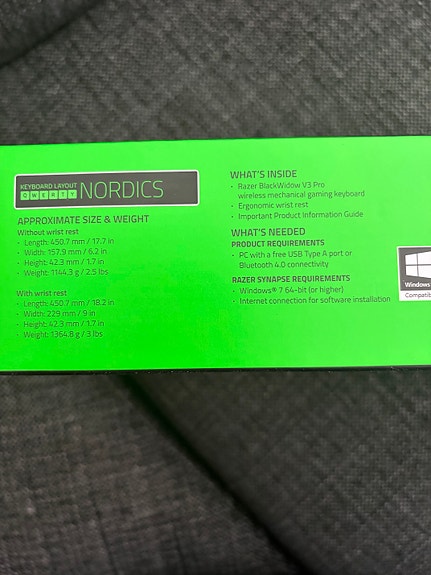 KEYBOARD LAYOUT
QWERTY
NORDICS
APPROXIMATE SIZE & WEIGHT
Without wrist rest
• Length: 450.7 mm / 17.7 in
• Width: 157.9 mm / 6.2 in
• Height: 42.3 mm / 1.7 in
• Weight: 1144.3 g / 2.5 lbs
With wrist rest
• Length: 450.7 mm / 18.2 in
• Width: 229 mm / 9 in
• Height: 42.3 mm / 1.7 in
• Weight: 1364.8 g / 3 lbs
WHAT'S INSIDE
• Razer BlackWidow V3 Pro
wireless mechanical gaming keyboard
• Ergonomic wrist rest
• Important Product Information Guide
WHAT'S NEEDED
PRODUCT REQUIREMENTS
• PC with a free USB Type A port or
Bluetooth 4.0 connectivity
RAZER SYNAPSE REQUIREMENTS
• Windows® 7 64-bit (or higher)
• Internet connection for software installation
Windows
Compatib